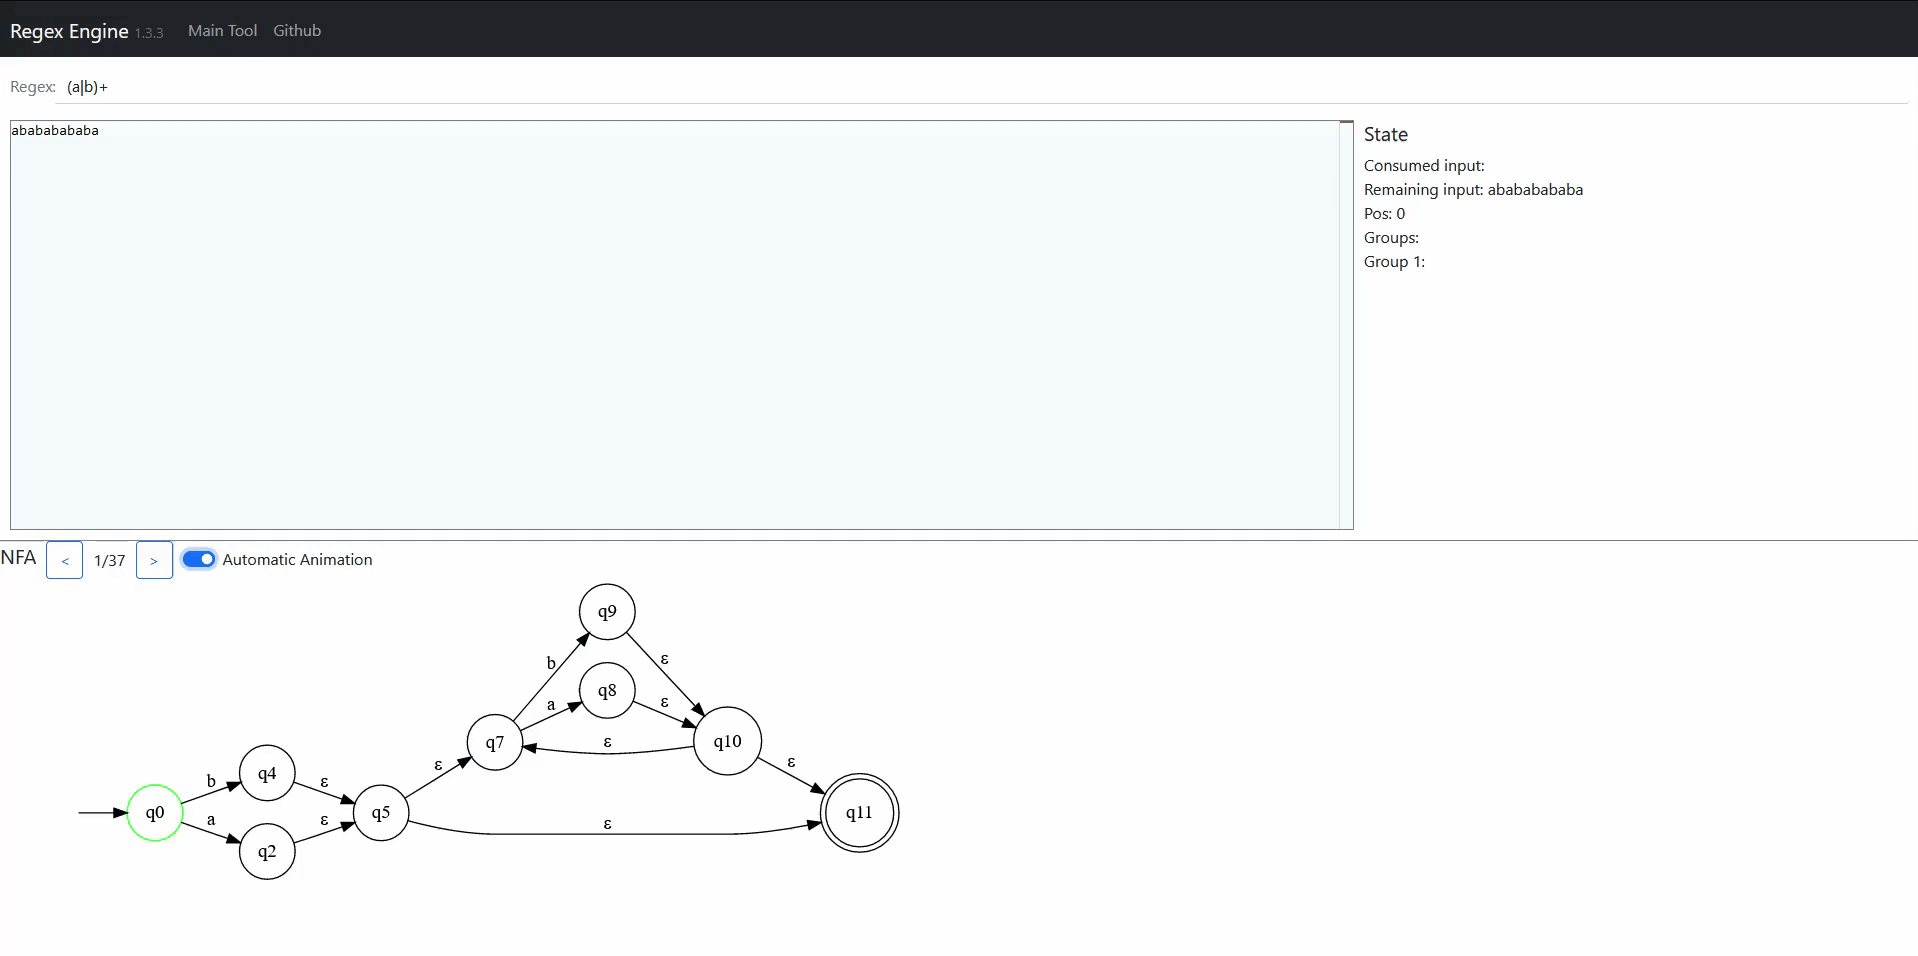 Regex Engine 1.3.3 Main Tool Github
Regex: (a|b)+
abababababa
State
Consumed input:
Remaining input: abababababa
Pos: 0
Groups:
Group 1:
NFA < 1/37 > Automatic Animation
q9
b ε
q8
a ε
q7 ε q10
ε ε
b q4 ε
q0 q5 q11
a ε ε
q2